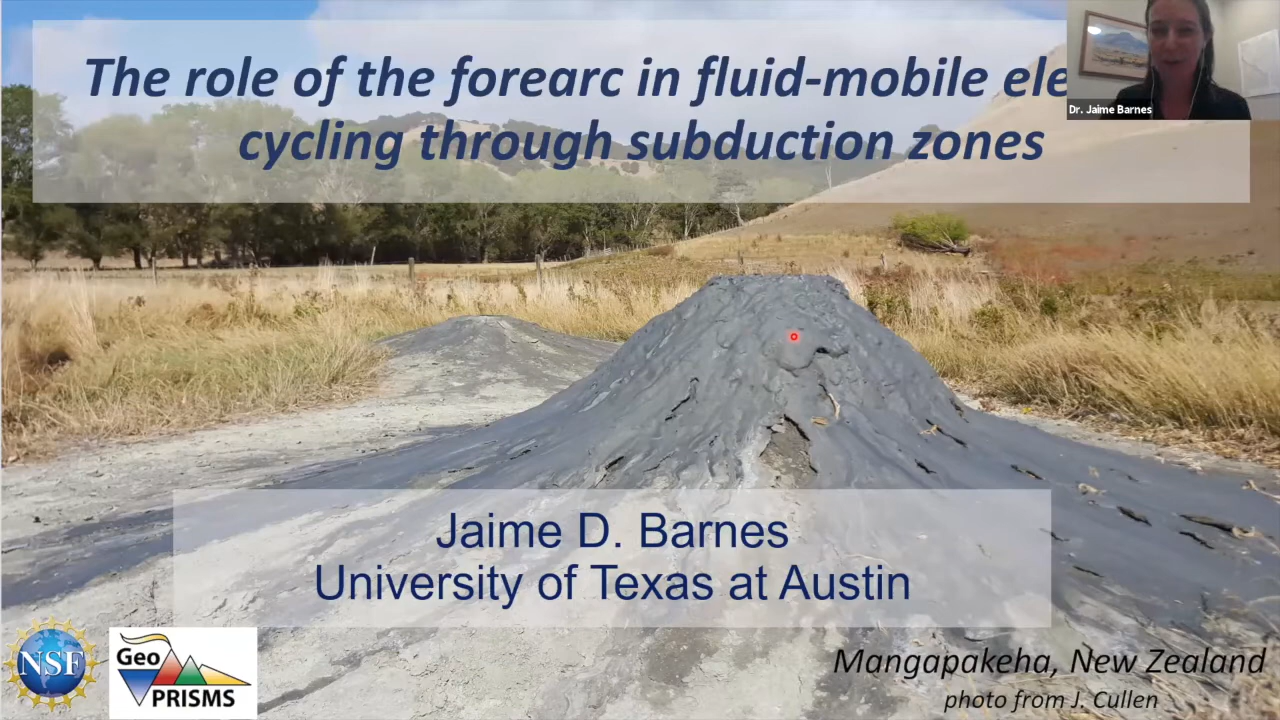 The role of the forearc in fluid-mobile ele
Dr. Jaime Barnes
cycling through subduction zones
Jaime D. Barnes
University of Texas at Austin
NSF
Geo
PRISMS
Mangapakeha, New Zealand
photo from J. Cullen